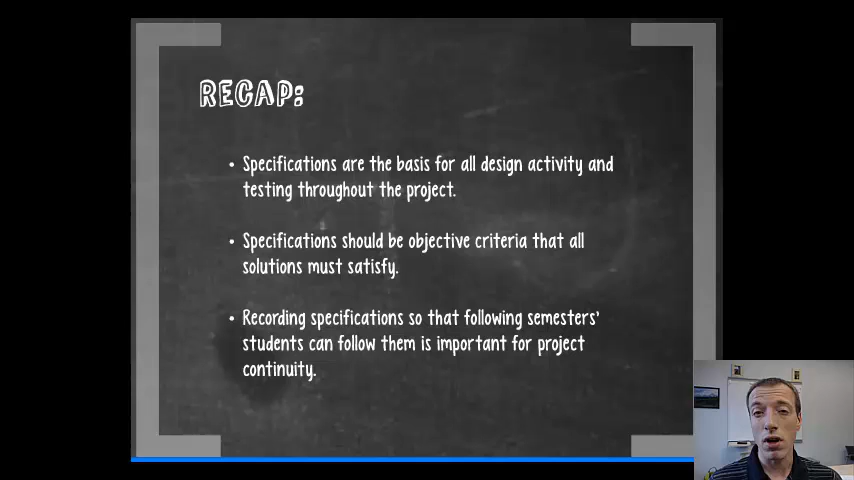 RECAP:
• Specifications are the basis for all design activity and
testing throughout the project.
• Specifications should be objective criteria that all
solutions must satisfy.
• Recording specifications so that following semesters'
students can follow them is important for project
continuity.